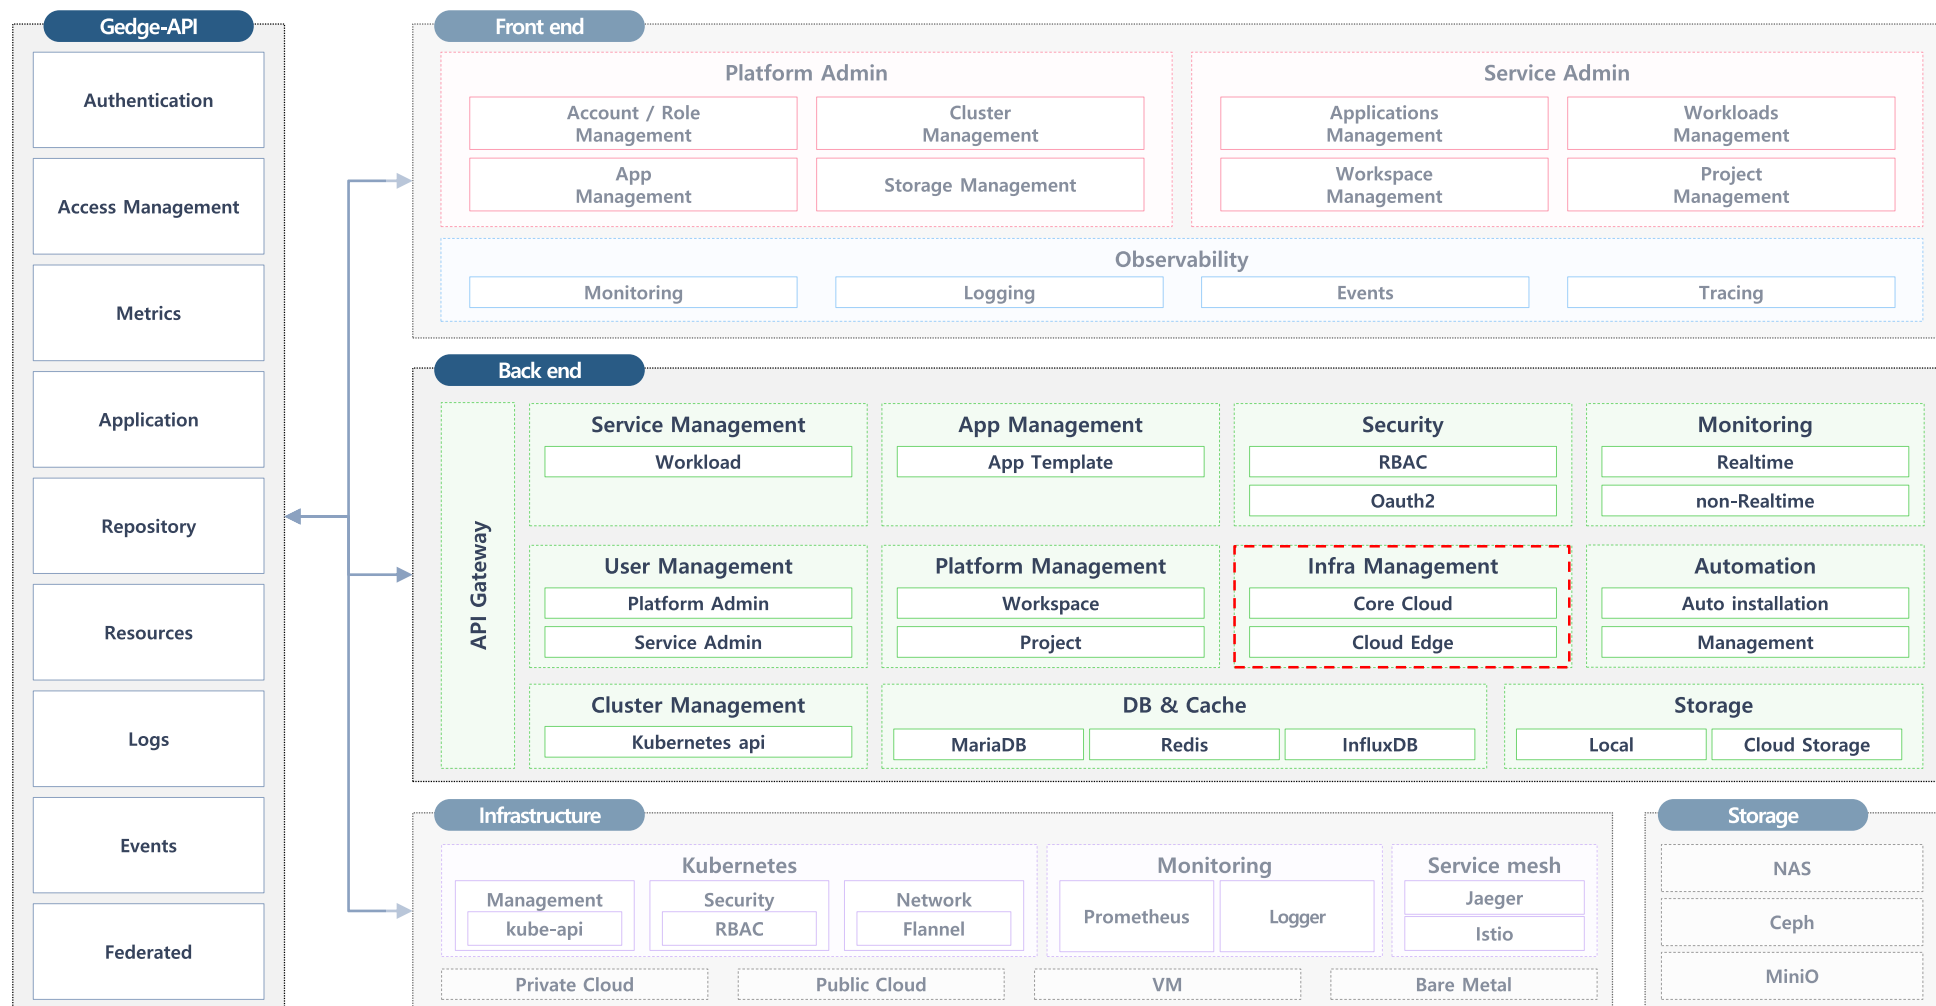 Gedge-API
Authentication
Access Management
Metrics
Application
Repository
Resources
Logs
Events
Federated
Front end
Platform Admin
Account / Role
Management
Cluster
Management
App
Management
Storage Management
Service Admin
Applications
Management
Workloads
Management
Workspace
Management
Project
Management
Observability
Monitoring
Logging
Events
Tracing
Back end
API Gateway
Service Management
Workload
App Management
App Template
Security
RBAC
Oauth2
Monitoring
Realtime
non-Realtime
User Management
Platform Admin
Service Admin
Platform Management
Workspace
Project
Infra Management
Core Cloud
Cloud Edge
Automation
Auto installation
Management
Cluster Management
Kubernetes api
DB & Cache
MariaDB
Redis
InfluxDB
Storage
Local
Cloud Storage
Infrastructure
Kubernetes
Management
kube-api
Security
RBAC
Network
Flannel
Monitoring
Prometheus
Logger
Service mesh
Jaeger
Istio
Private Cloud
Public Cloud
VM
Bare Metal
Storage
NAS
Ceph
MiniO